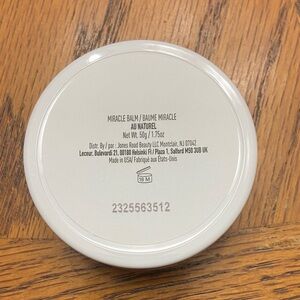 MIRACLE BALM / BAUME MIRACLE
AU NATUREL
Net Wt. 50g / 1.75oz
Distr. By / par : Jones Road Beauty LLC Montclair, NJ 07042
Lecour, Bulevardi 21, 00180 Helsinki FI / Plaza 1, Salford M50 3UB UK
Made in USA/ Fabriqué aux États-Unis
18 M
2325563512